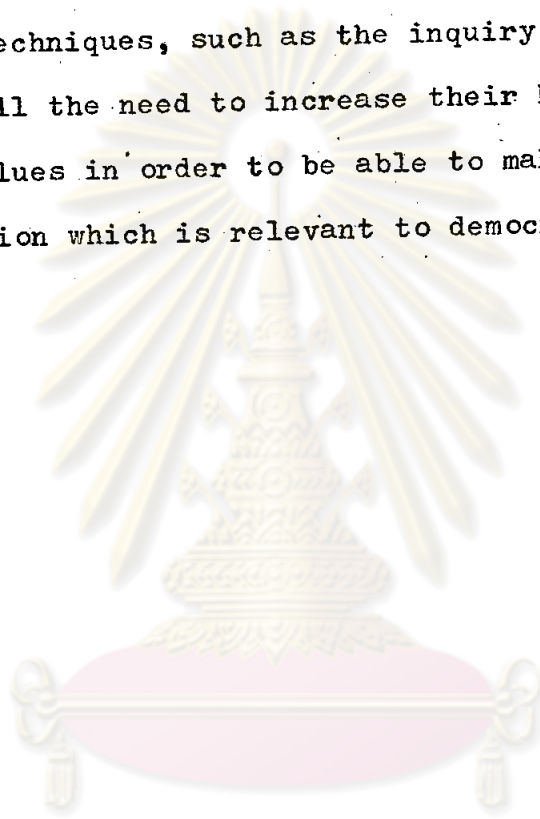 echniques, such as the inquiry
ll the need to increase their
lues in order to be able to ma
ion which is relevant to democ